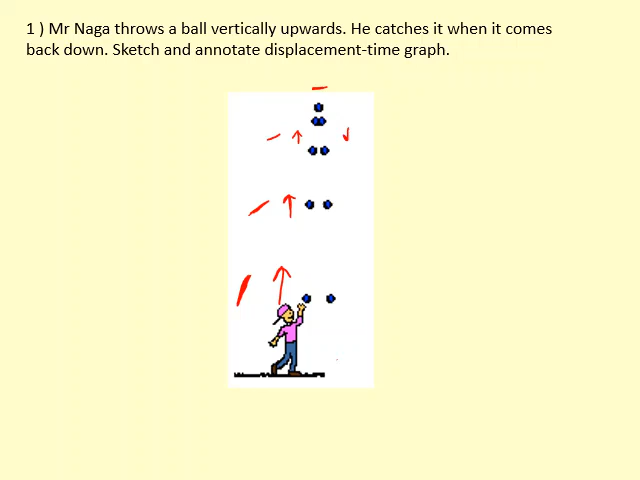 1 ) Mr Naga throws a ball vertically upwards. He catches it when it comes
back down. Sketch and annotate displacement-time graph.